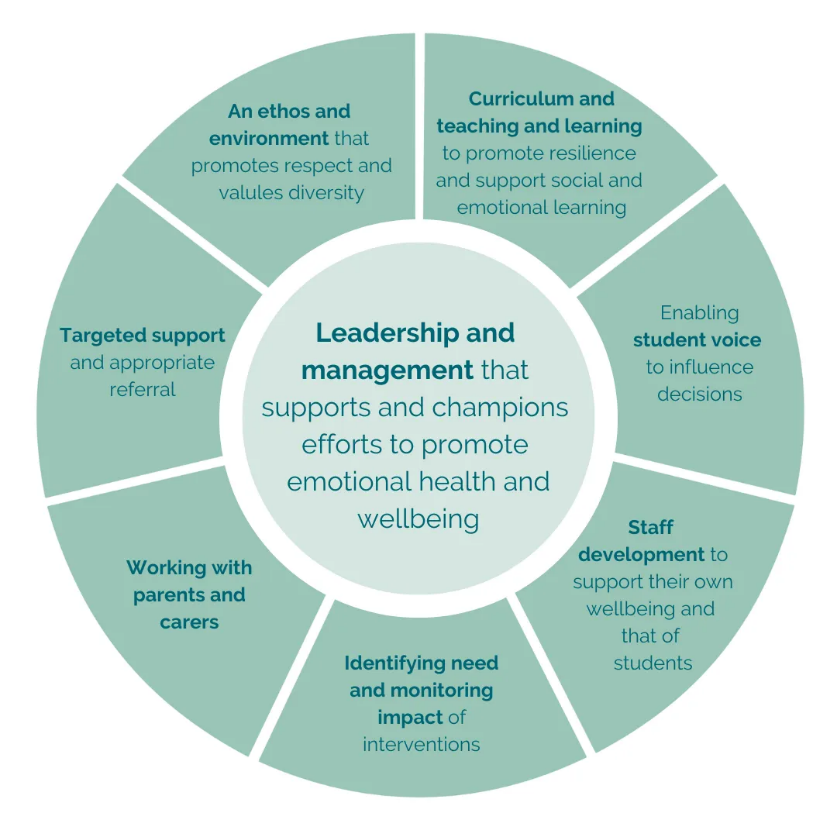 An ethos and
environment that
promotes respect and
valules diversity
Curriculum and
teaching and learning
to promote resilience
and support social and
emotional learning
Enabling
student voice
to influence
decisions
Staff
development to
support their own
wellbeing and
that of
students
Identifying need
and monitoring
impact of
interventions
Working with
parents and
carers
Targeted support
and appropriate
referral
Leadership and
management that
supports and champions
efforts to promote
emotional health and
wellbeing